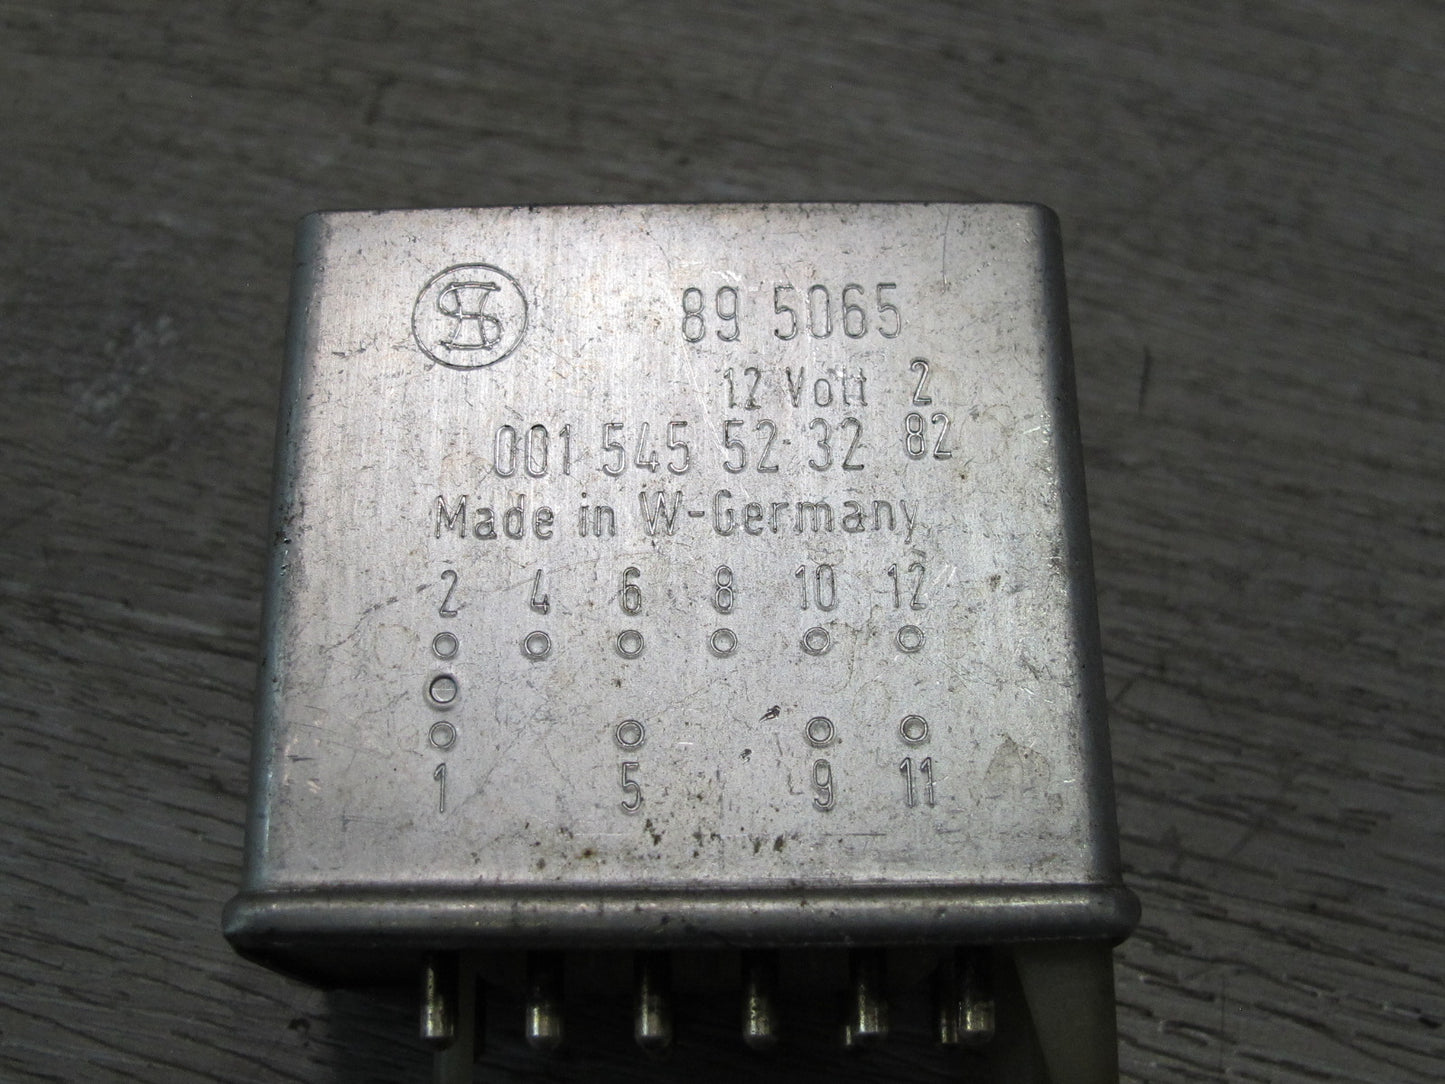 S 89 5065
12 Volt 2
001 545 52 32 82
Made in W-Germany
2 4 6 8 10 12
1 5 9 11